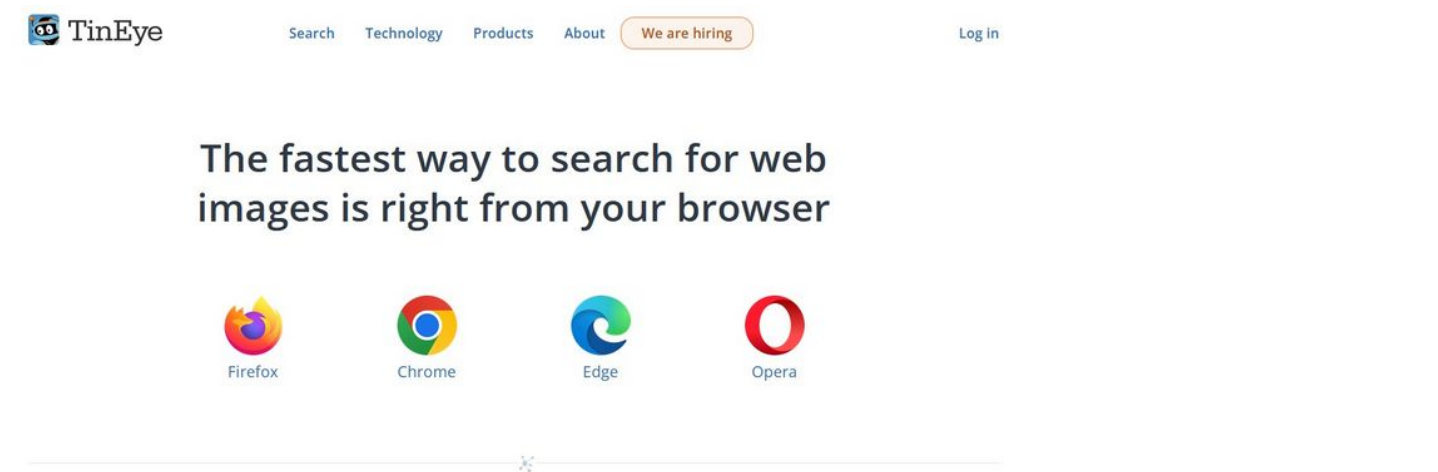 TinEye
Search Technology Products About We are hiring Log in
The fastest way to search for web
images is right from your browser
Firefox Chrome Edge Opera